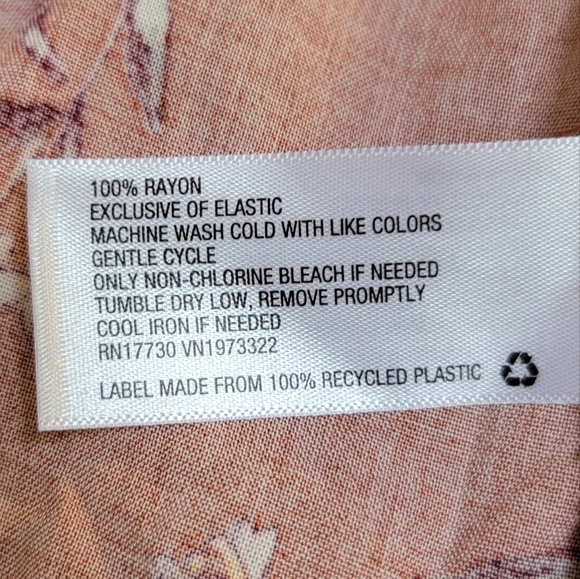 100% RAYON
EXCLUSIVE OF ELASTIC
MACHINE WASH COLD WITH LIKE COLORS
GENTLE CYCLE
ONLY NON-CHLORINE BLEACH IF NEEDED
TUMBLE DRY LOW, REMOVE PROMPTLY
COOL IRON IF NEEDED
RN17730 VN1973322
LABEL MADE FROM 100% RECYCLED PLASTIC